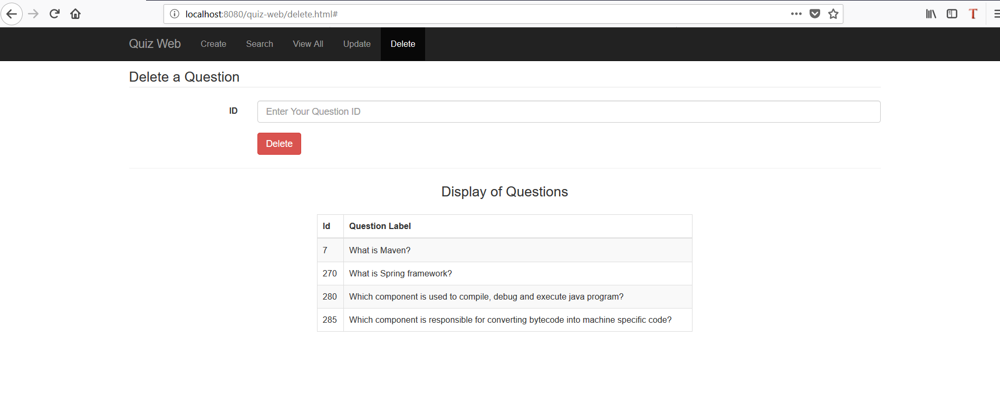 localhost:8080/quiz-web/delete.html#
T
Quiz Web Create Search View All Update Delete
Delete a Question
ID Enter Your Question ID
Delete
Display of Questions
Id Question Label
7 What is Maven?
270 What is Spring framework?
280 Which component is used to compile, debug and execute java program?
285 Which component is responsible for converting bytecode into machine specific code?